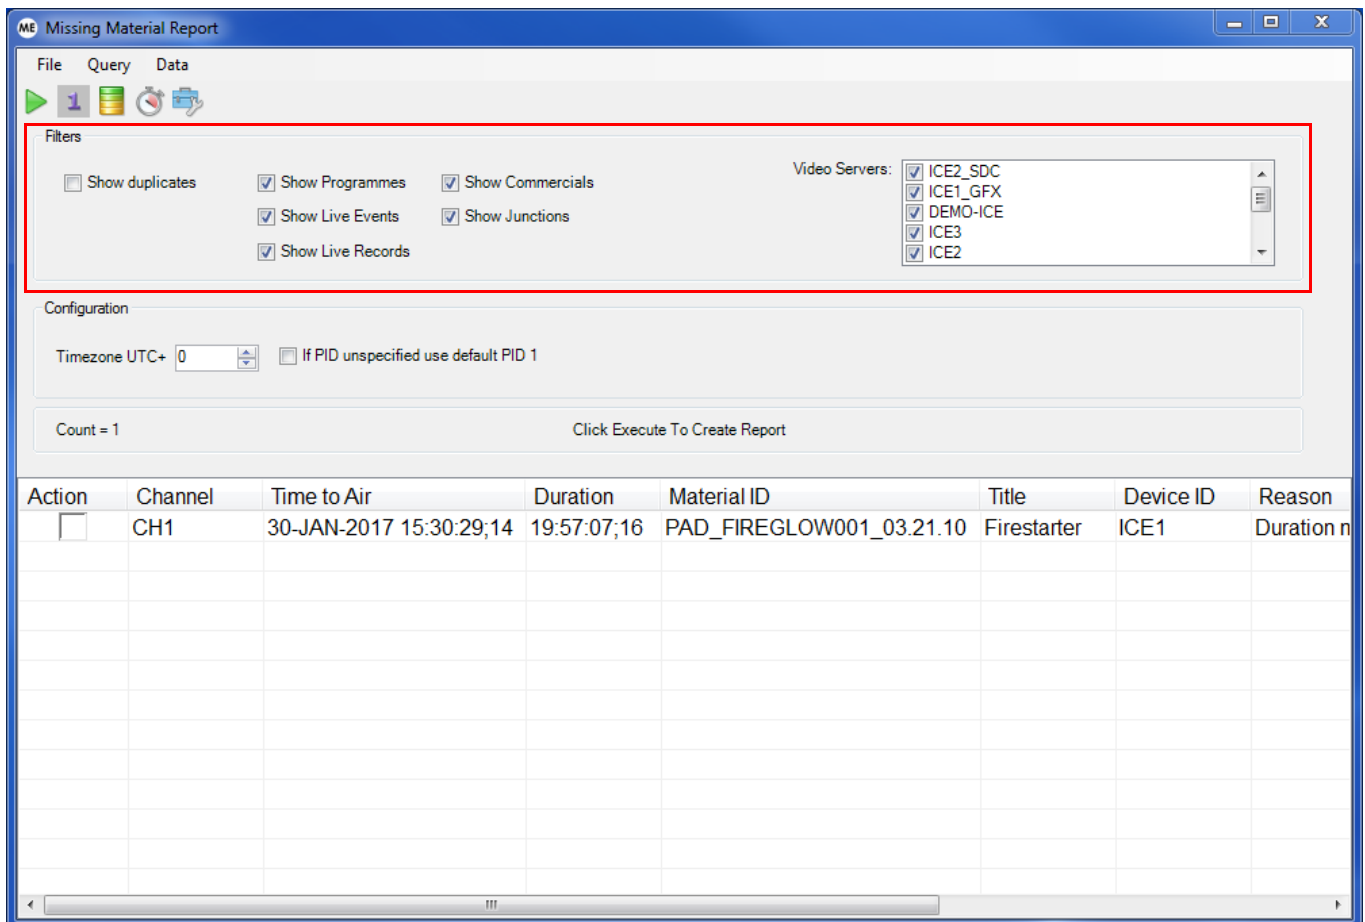 ME Missing Material Report
File Query Data
1
Filters
Show duplicates
Show Programmes
Show Commercials
Show Live Events
Show Junctions
Show Live Records
Video Servers:
ICE2_SDC
ICE1_GFX
DEMO-ICE
ICE3
ICE2
Configuration
Timezone UTC+ 0 If PID unspecified use default PID 1
Count = 1 Click Execute To Create Report
Action Channel Time to Air Duration Material ID Title Device ID Reason
CH1 30-JAN-2017 15:30:29;14 19:57:07;16 PAD_FIREGLOW001_03.21.10 Firestarter ICE1 Duration n